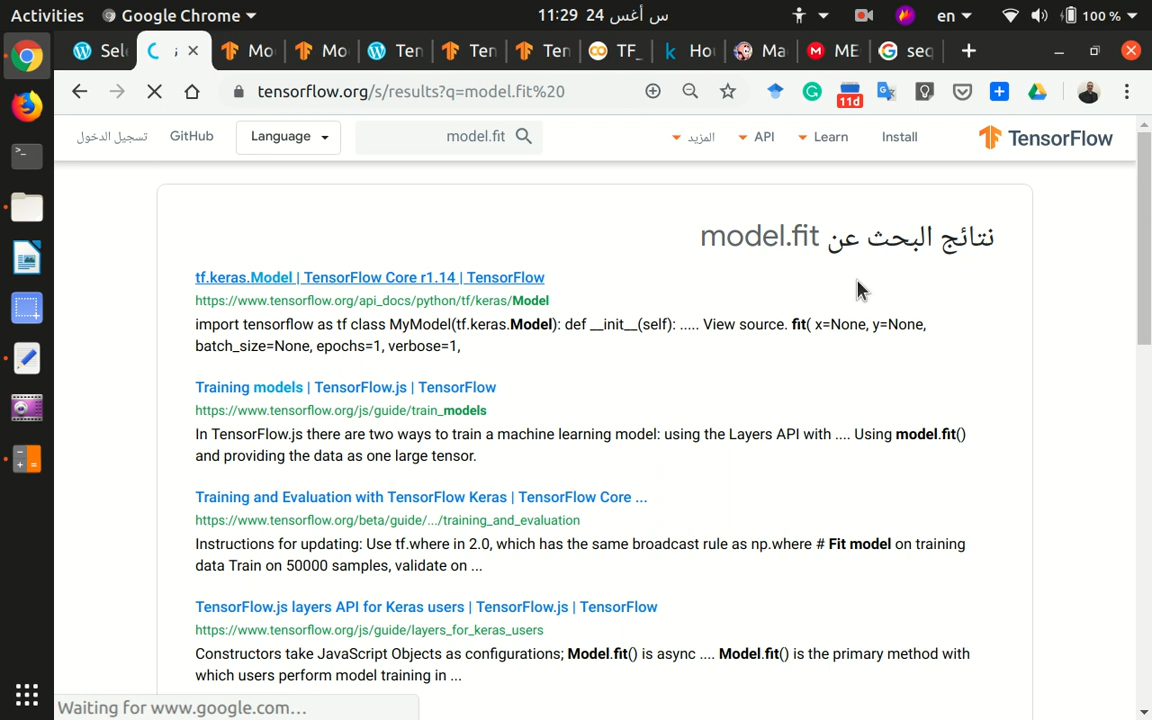 Activities Google Chrome س أغس 24 11:29 en 100 %
Sele ; Mo Mo Ten Ten Ten TF_ Ho Ma ME seq
tensorflow.org/s/results?q=model.fit%20 11d
تسجيل الدخول GitHub Language model.fit المزيد API Learn Install TensorFlow
نتائج البحث عن model.fit
tf.keras.Model | TensorFlow Core r1.14 | TensorFlow
https://www.tensorflow.org/api_docs/python/tf/keras/Model
import tensorflow as tf class MyModel(tf.keras.Model): def __init__(self): ..... View source. fit( x=None, y=None,
batch_size=None, epochs=1, verbose=1,
Training models | TensorFlow.js | TensorFlow
https://www.tensorflow.org/js/guide/train_models
In TensorFlow.js there are two ways to train a machine learning model: using the Layers API with .... Using model.fit()
and providing the data as one large tensor.
Training and Evaluation with TensorFlow Keras | TensorFlow Core ...
https://www.tensorflow.org/beta/guide/.../training_and_evaluation
Instructions for updating: Use tf.where in 2.0, which has the same broadcast rule as np.where # Fit model on training
data Train on 50000 samples, validate on ...
TensorFlow.js layers API for Keras users | TensorFlow.js | TensorFlow
https://www.tensorflow.org/js/guide/layers_for_keras_users
Constructors take JavaScript Objects as configurations; Model.fit() is async .... Model.fit() is the primary method with
which users perform model training in ...
Waiting for www.google.com...